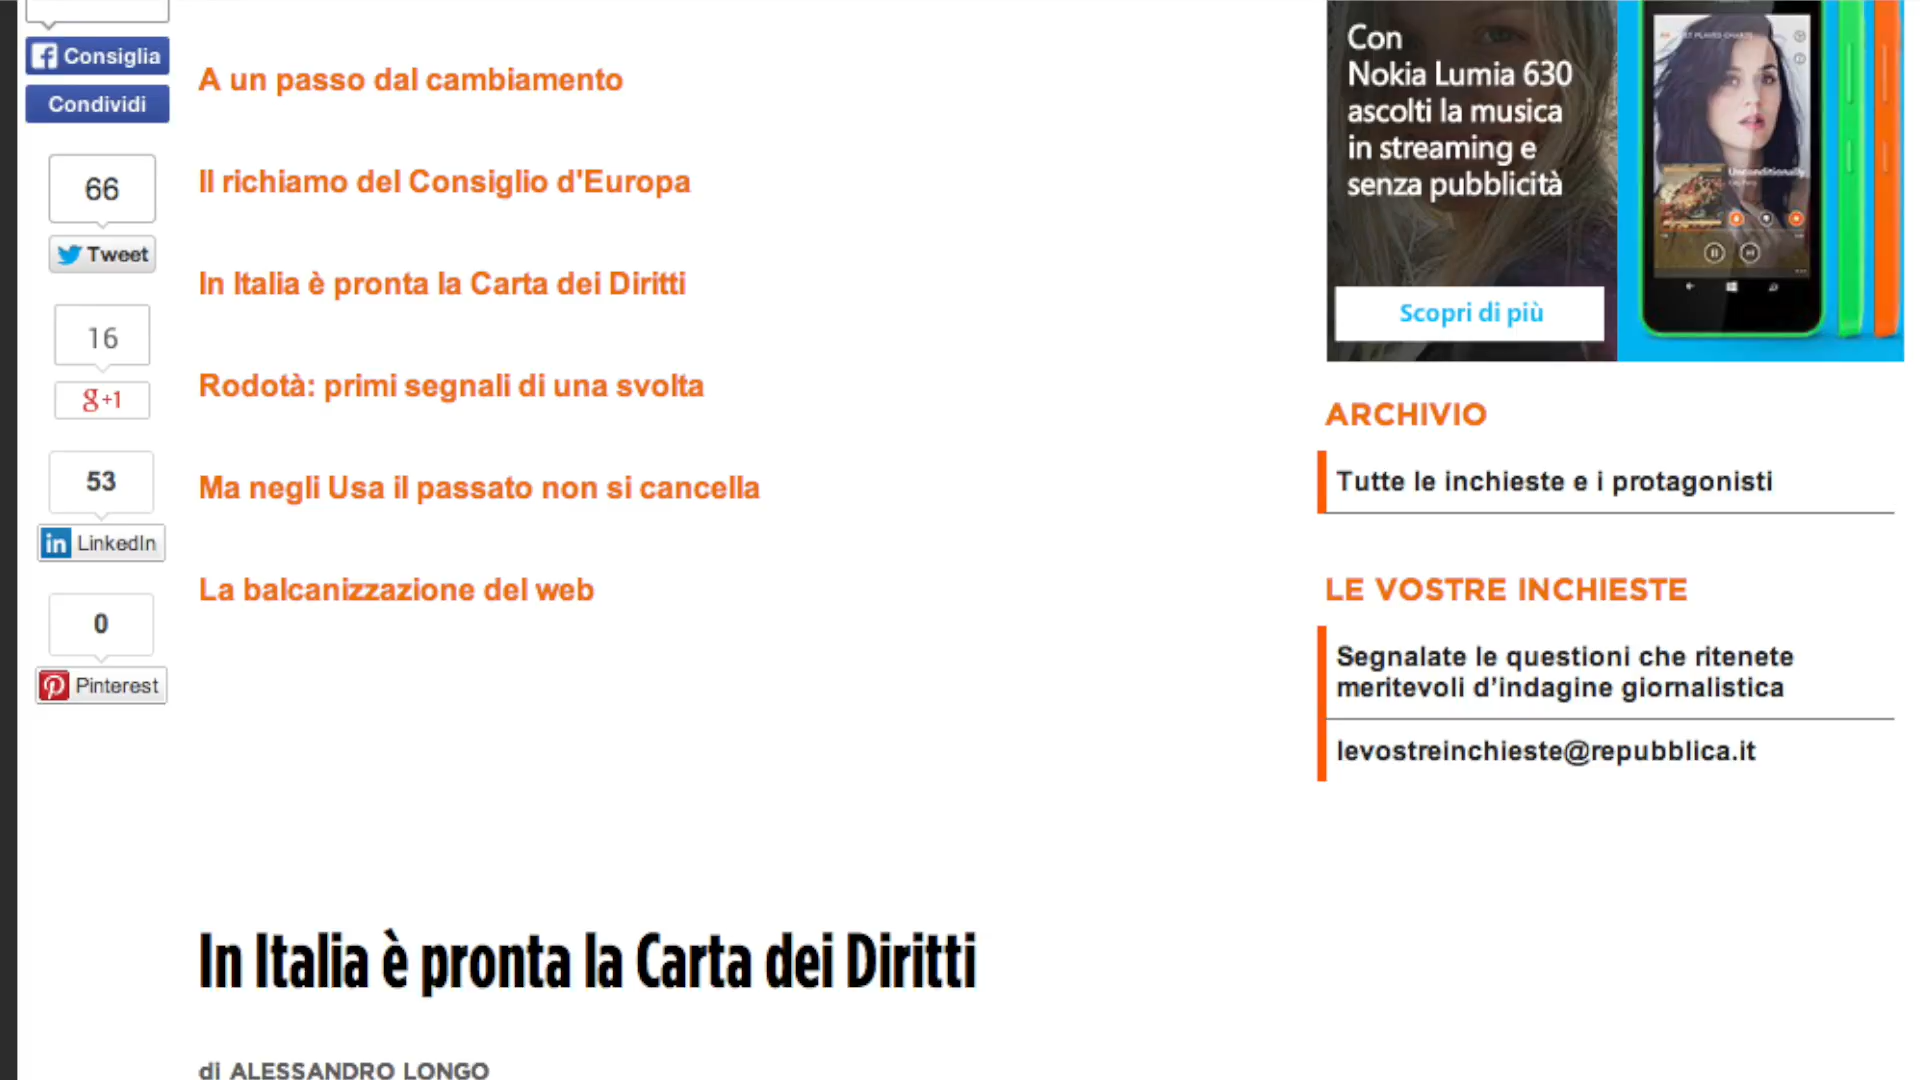 Consiglia
Condividi
66
Tweet
16
g+1
53
in LinkedIn
0
Pinterest
A un passo dal cambiamento
Il richiamo del Consiglio d'Europa
In Italia è pronta la Carta dei Diritti
Rodotà: primi segnali di una svolta
Ma negli Usa il passato non si cancella
La balcanizzazione del web
In Italia è pronta la Carta dei Diritti
di ALESSANDRO LONGO
Con
Nokia Lumia 630
ascolti la musica
in streaming e
senza pubblicità
Scopri di più
Unconditionally
ARCHIVIO
Tutte le inchieste e i protagonisti
LE VOSTRE INCHIESTE
Segnalate le questioni che ritenete
meritevoli d'indagine giornalistica
levostreinchieste@repubblica.it